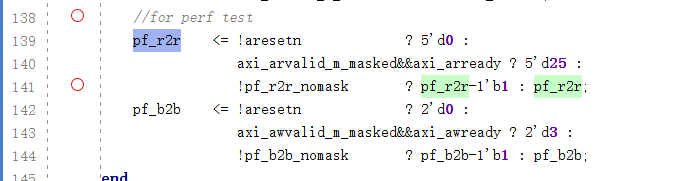 138 //for perf test
139 pf_r2r <= !aresetn ? 5'd0 :
140 axi_arvalid_m_masked&&axi_arready ? 5'd25 :
141 !pf_r2r_nomask ? pf_r2r-1'b1 : pf_r2r;
142 pf_b2b <= !aresetn ? 2'd0 :
143 axi_awvalid_m_masked&&axi_awready ? 2'd3 :
144 !pf_b2b_nomask ? pf_b2b-1'b1 : pf_b2b;
145 end